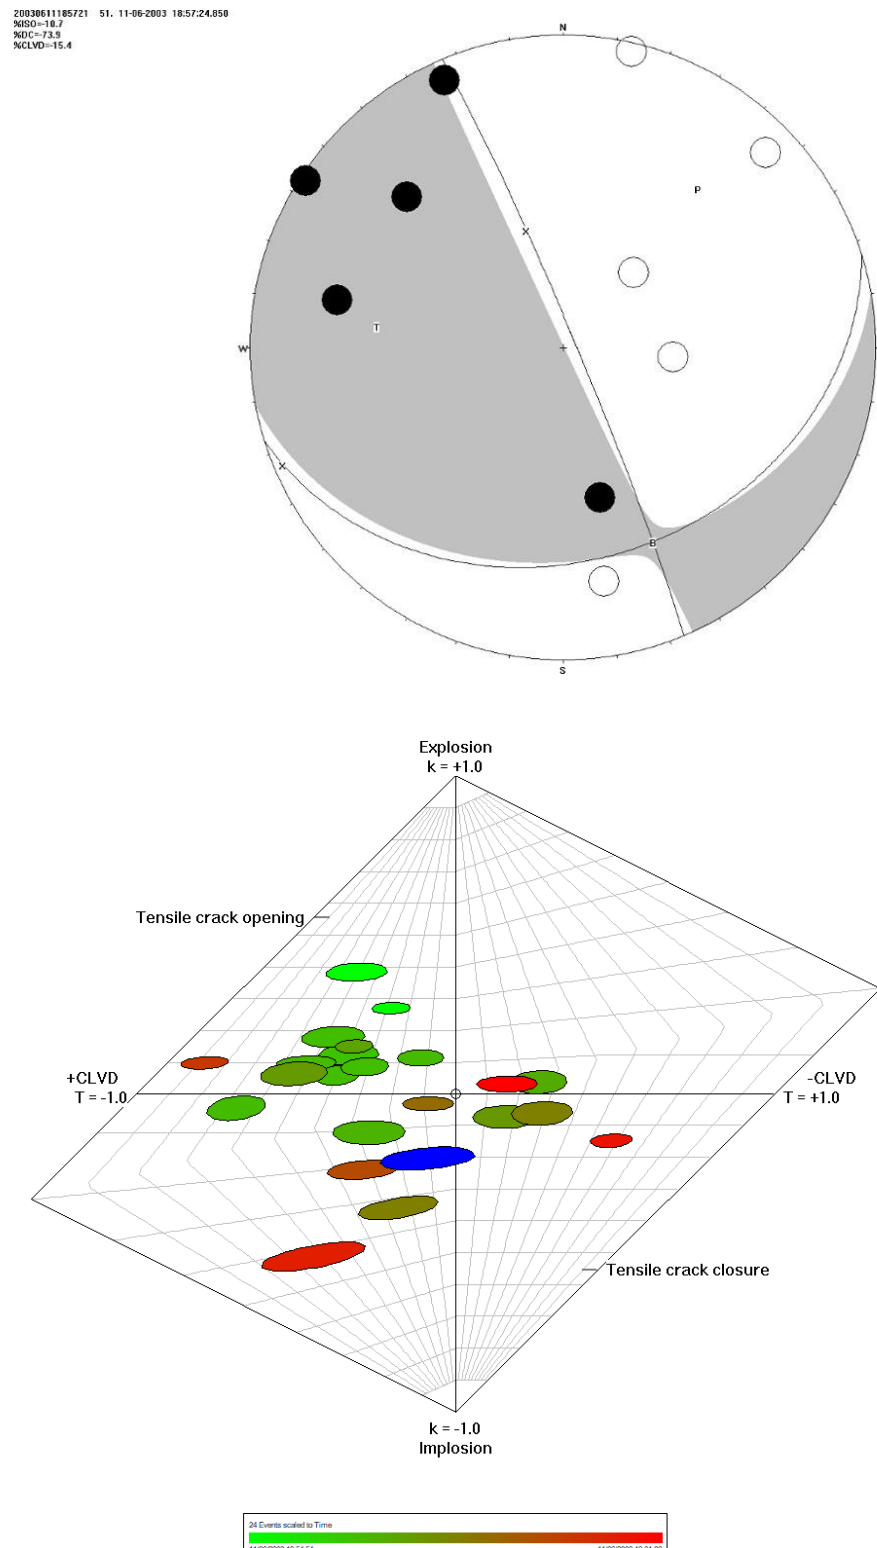 20030611185721 51. 11-06-2003 18:57:24.850
%ISO=-10.7
%DC=-73.9
%CLVD=-15.4
N
P
X
T
W
+
B
X
S
Explosion
k = +1.0
Tensile crack opening
+CLVD
T = -1.0
-CLVD
T = +1.0
Tensile crack closure
k = -1.0
Implosion
24 Events scaled to Time